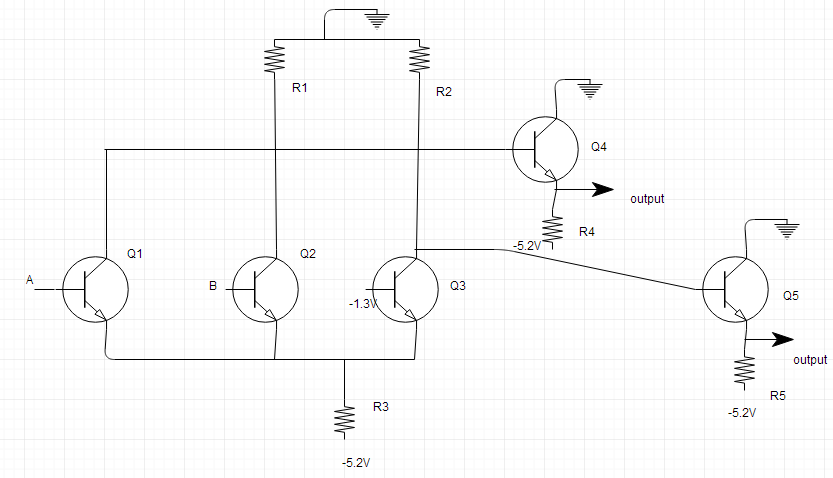 R1
R2
Q4
output
R4
-5.2V
Q1
Q2
Q3
A
B
-1.3V
Q5
output
R5
-5.2V
R3
-5.2V